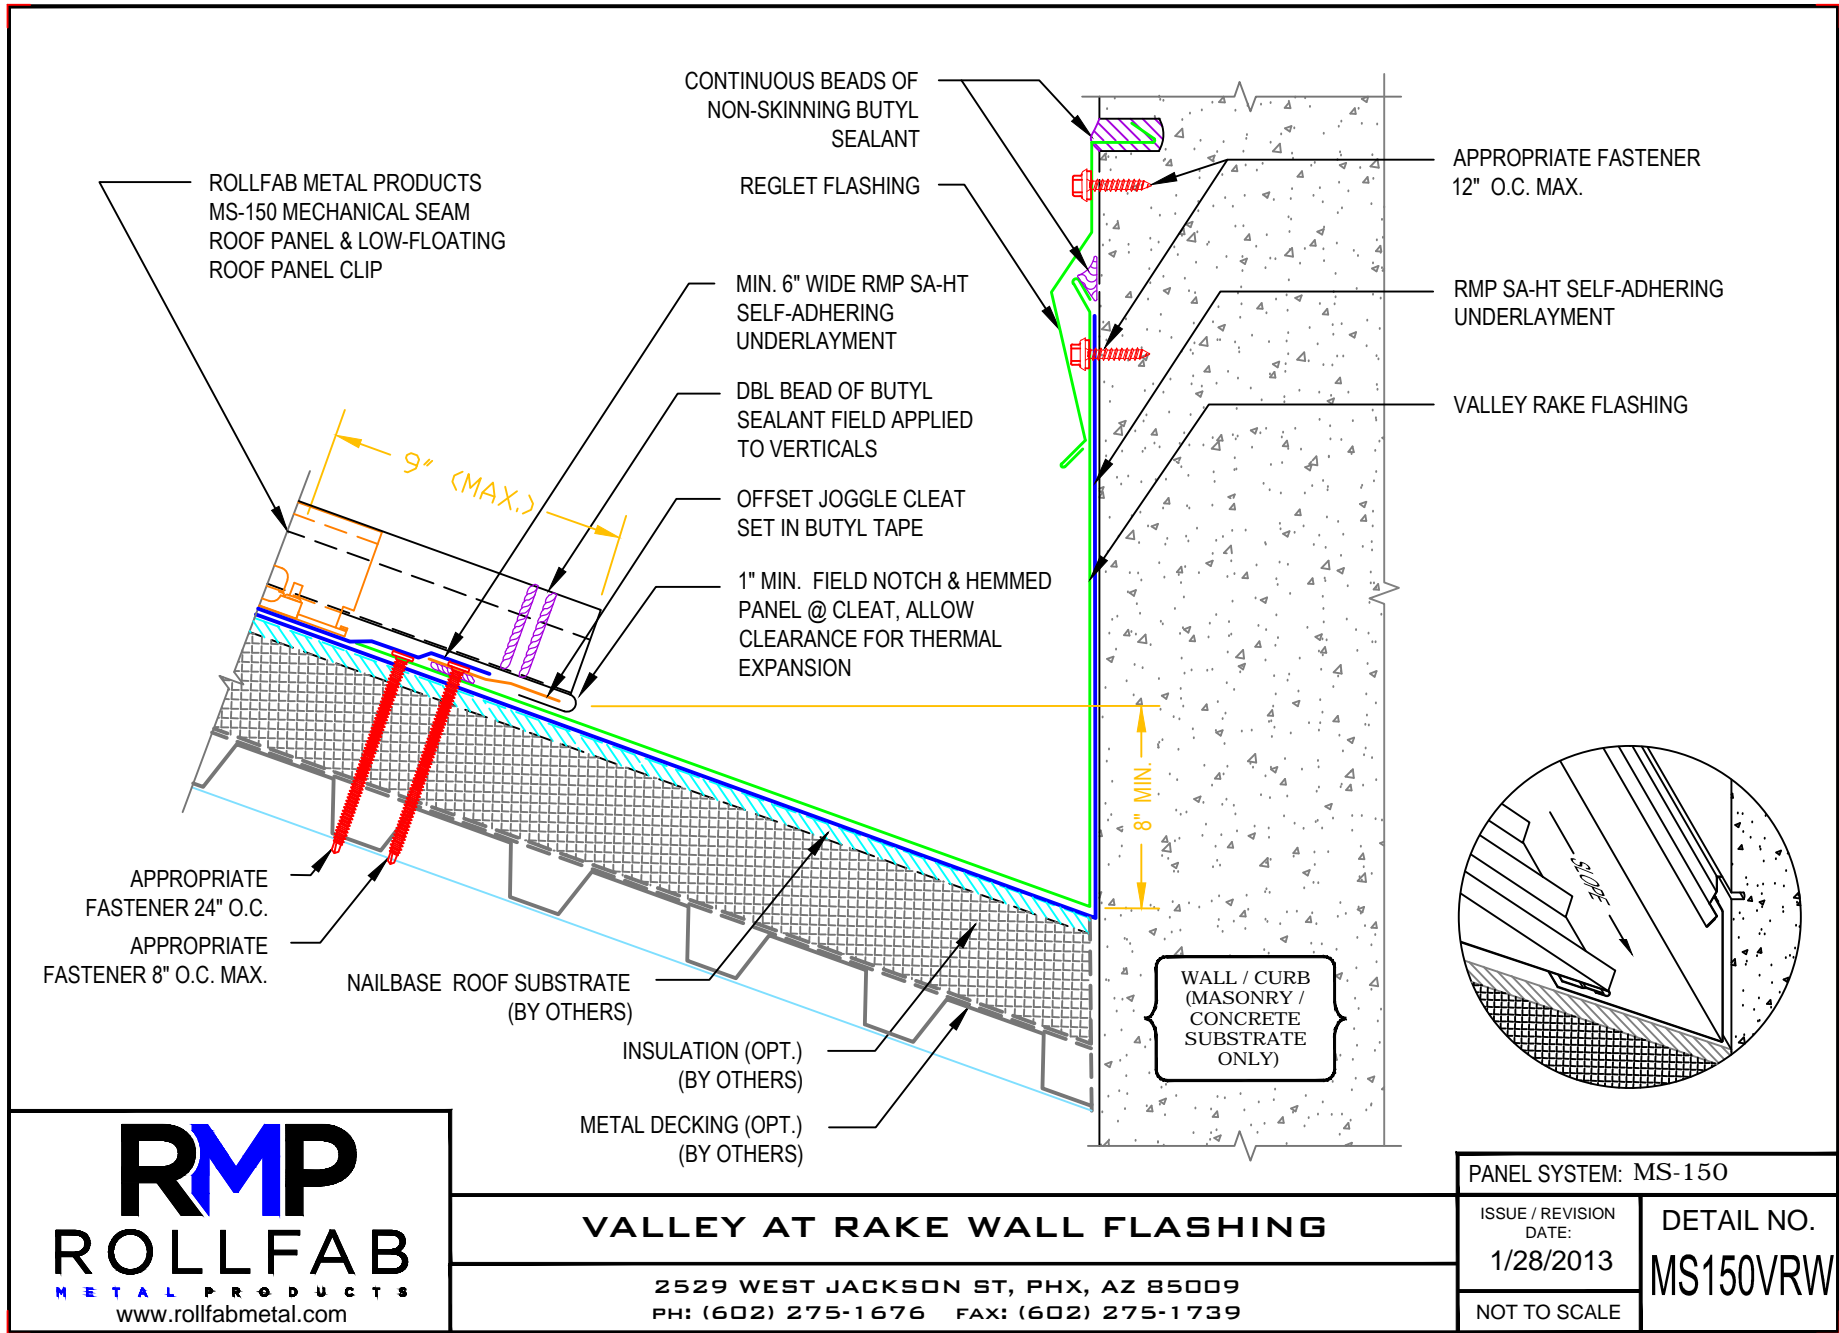 CONTINUOUS BEADS OF
NON-SKINNING BUTYL
SEALANT
REGLET FLASHING
ROLLFAB METAL PRODUCTS
MS-150 MECHANICAL SEAM
ROOF PANEL & LOW-FLOATING
ROOF PANEL CLIP
MIN. 6" WIDE RMP SA-HT
SELF-ADHERING
UNDERLAYMENT
DBL BEAD OF BUTYL
SEALANT FIELD APPLIED
TO VERTICALS
OFFSET JOGGLE CLEAT
SET IN BUTYL TAPE
1" MIN.  FIELD NOTCH & HEMMED
PANEL @ CLEAT, ALLOW
CLEARANCE FOR THERMAL
EXPANSION
APPROPRIATE FASTENER
12"  O.C. MAX.
RMP SA-HT SELF-ADHERING
UNDERLAYMENT
VALLEY RAKE FLASHING
9" (MAX.)
8" MIN.
APPROPRIATE
FASTENER 24" O.C.
APPROPRIATE
FASTENER 8" O.C. MAX.
NAILBASE  ROOF SUBSTRATE
(BY OTHERS)
INSULATION (OPT.)
(BY OTHERS)
METAL DECKING (OPT.)
(BY OTHERS)
WALL / CURB
(MASONRY /
CONCRETE
SUBSTRATE
ONLY)
SLOPE
RMP
ROLLFAB
METAL PRODUCTS
www.rollfabmetal.com
VALLEY AT RAKE WALL FLASHING
2529 WEST JACKSON ST, PHX, AZ 85009
PH: (602) 275-1676   FAX: (602) 275-1739
PANEL SYSTEM: MS-150
ISSUE / REVISION
DATE:
1/28/2013
NOT TO SCALE
DETAIL NO.
MS150VRW